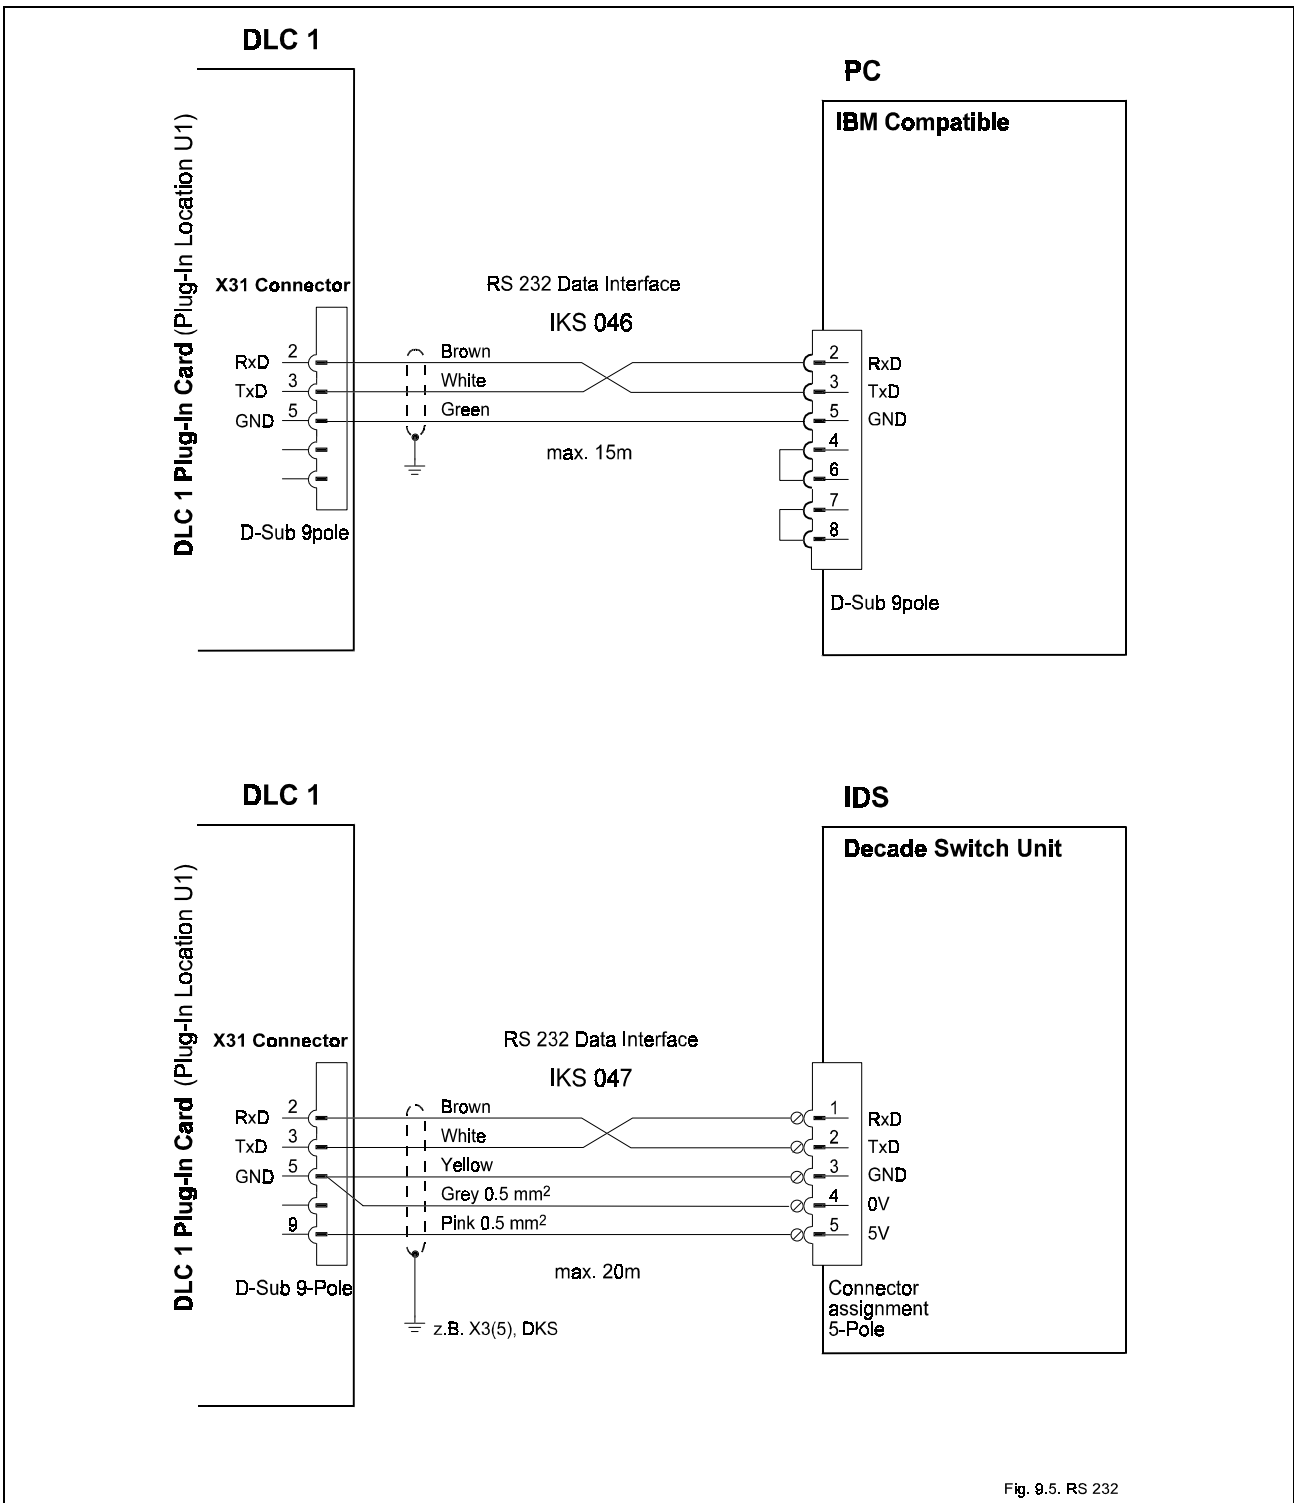 DLC 1
PC
IBM Compatible
DLC 1 Plug-In Card (Plug-In Location U1)
X31 Connector
RS 232 Data Interface
IKS 046
RxD 2 Brown 2 RxD
TxD 3 White 3 TxD
GND 5 Green 5 GND
4
max. 15m
6
7
8
D-Sub 9pole
D-Sub 9pole
DLC 1
IDS
Decade Switch Unit
DLC 1 Plug-In Card (Plug-In Location U1)
X31 Connector
RS 232 Data Interface
IKS 047
RxD 2 Brown 1 RxD
TxD 3 White 2 TxD
GND 5 Yellow 3 GND
Grey 0.5 mm² 4 0V
9 Pink 0.5 mm² 5 5V
max. 20m
D-Sub 9-Pole
Connector
assignment
5-Pole
z.B. X3(5), DKS
Fig. 9.5. RS 232